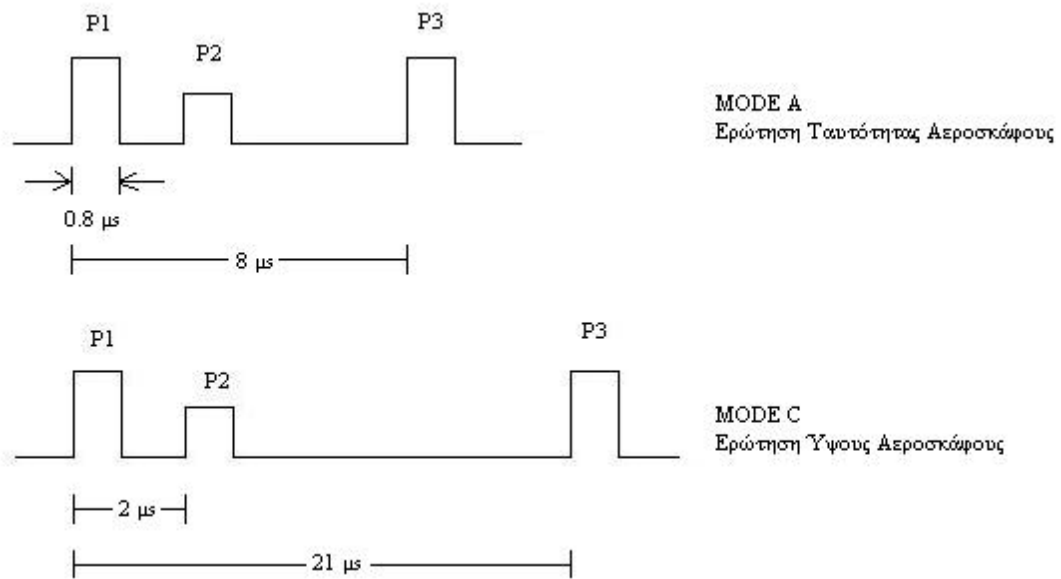 P1
P2
P3
MODE A
Ερώτηση Ταυτότητας Αεροσκάφους
0.8 μs
8 μs
P1
P2
P3
MODE C
Ερώτηση Ύψους Αεροσκάφους
2 μs
21 μs